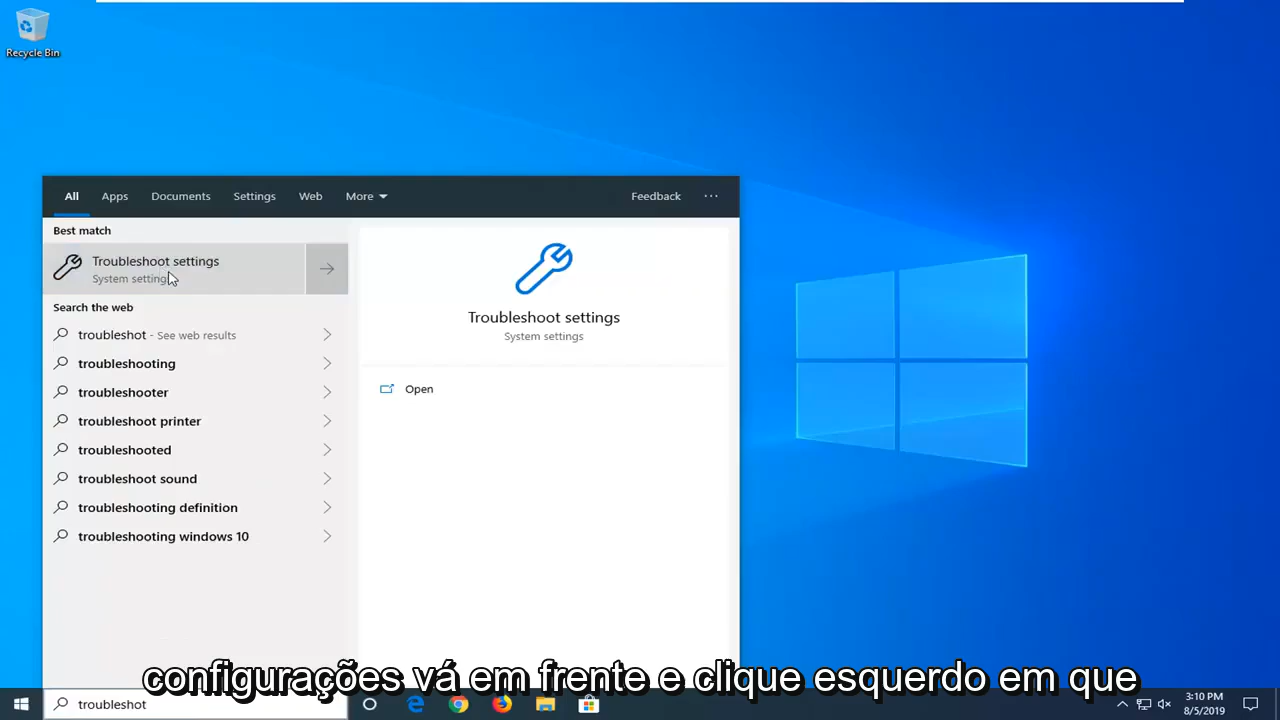 Recycle Bin
All Apps Documents Settings Web More Feedback ...
Best match
Troubleshoot settings
System settings
Search the web
troubleshot - See web results
troubleshooting
troubleshooter
troubleshoot printer
troubleshooted
troubleshoot sound
troubleshooting definition
troubleshooting windows 10
Troubleshoot settings
System settings
Open
configurações vá em frente e clique esquerdo em que
troubleshot
3:10 PM
8/5/2019